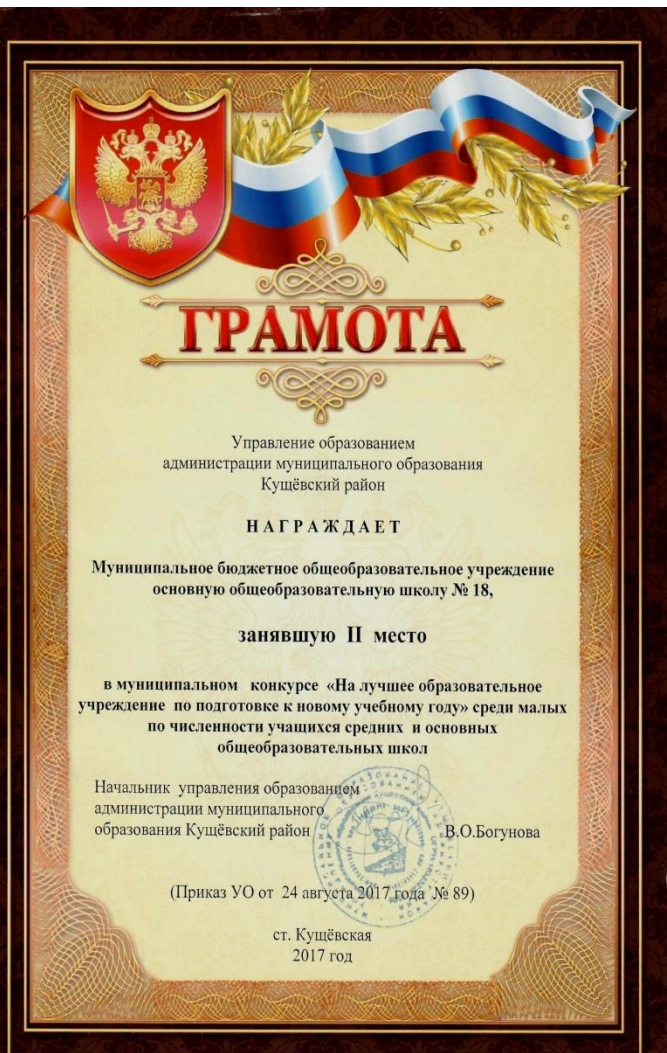 ГРАМОТА
Управление образованием
администрации муниципального образования
Кущёвский район
НАГРАЖДАЕТ
Муниципальное бюджетное общеобразовательное учреждение
основную общеобразовательную школу № 18,
занявшую II место
в муниципальном конкурсе «На лучшее образовательное
учреждение по подготовке к новому учебному году» среди малых
по численности учащихся средних и основных
общеобразовательных школ
Начальник управления образованием
администрации муниципального
образования Кущёвский район В.О.Богунова
(Приказ УО от 24 августа 2017 года № 89)
ст. Кущёвская
2017 год